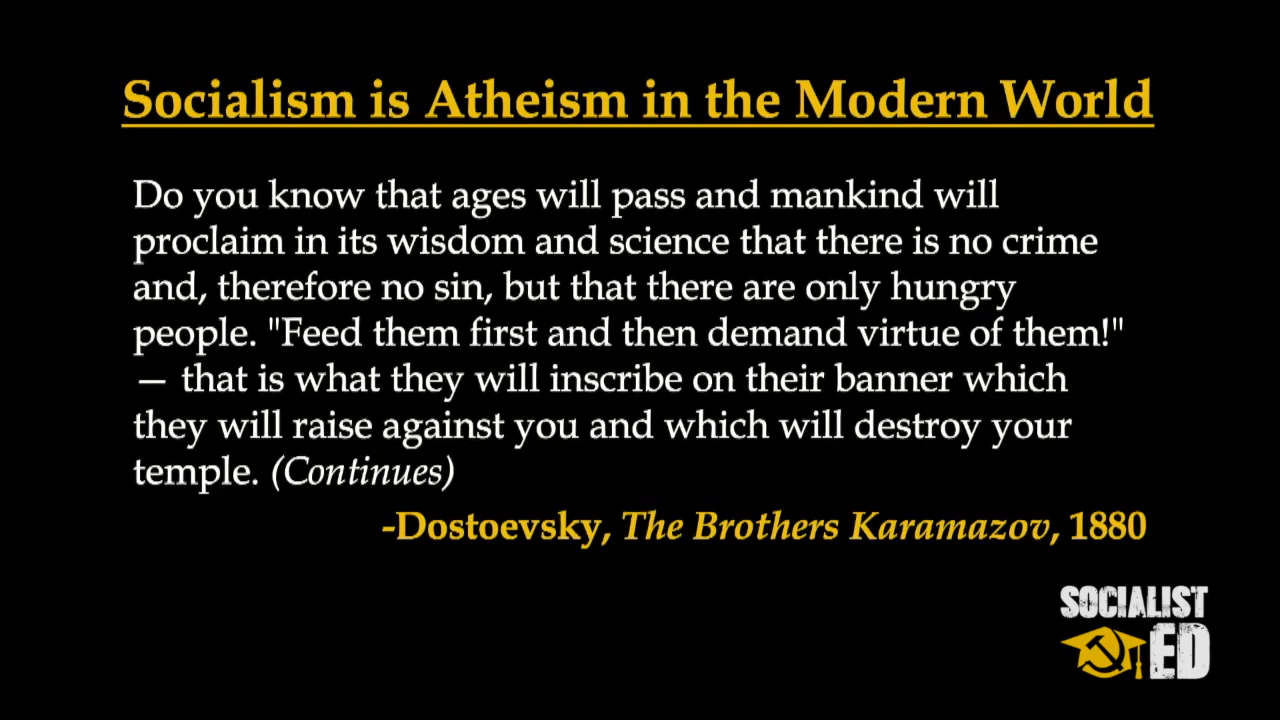 Socialism is Atheism in the Modern World
Do you know that ages will pass and mankind will
proclaim in its wisdom and science that there is no crime
and, therefore no sin, but that there are only hungry
people. "Feed them first and then demand virtue of them!"
— that is what they will inscribe on their banner which
they will raise against you and which will destroy your
temple. (Continues)
-Dostoevsky, The Brothers Karamazov, 1880
SOCIALIST
ED